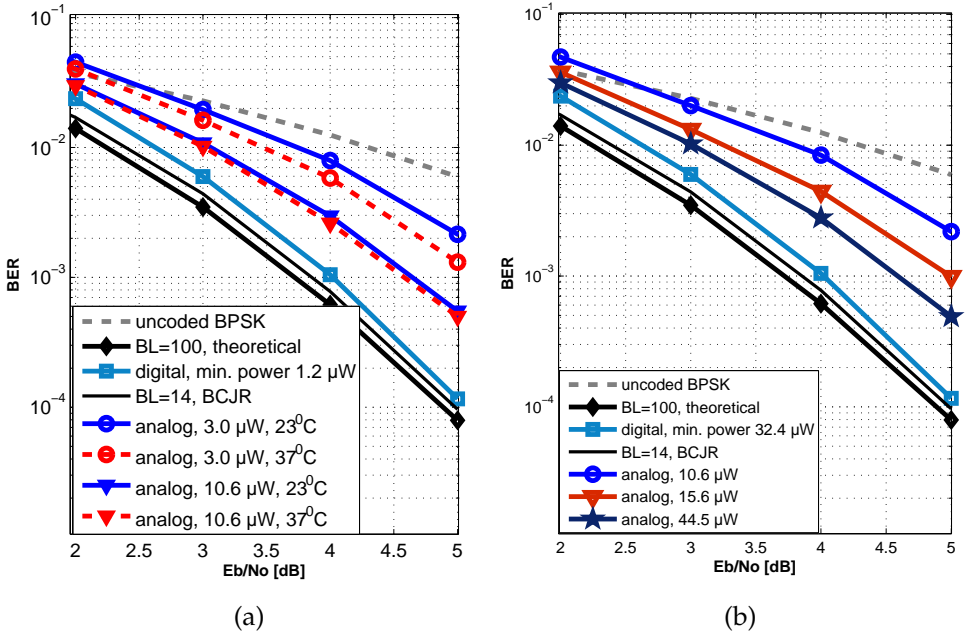 10⁻¹
10⁻²
10⁻³
10⁻⁴
BER
uncoded BPSK
BL=100, theoretical
digital, min. power 1.2 µW
BL=14, BCJR
analog, 3.0 µW, 23⁰C
analog, 3.0 µW, 37⁰C
analog, 10.6 µW, 23⁰C
analog, 10.6 µW, 37⁰C
2 2.5 3 3.5 4 4.5 5
Eb/No [dB]
(a)
10⁻¹
10⁻²
10⁻³
10⁻⁴
BER
uncoded BPSK
BL=100, theoretical
digital, min. power 32.4 µW
BL=14, BCJR
analog, 10.6 µW
analog, 15.6 µW
analog, 44.5 µW
2 2.5 3 3.5 4 4.5 5
Eb/No [dB]
(b)